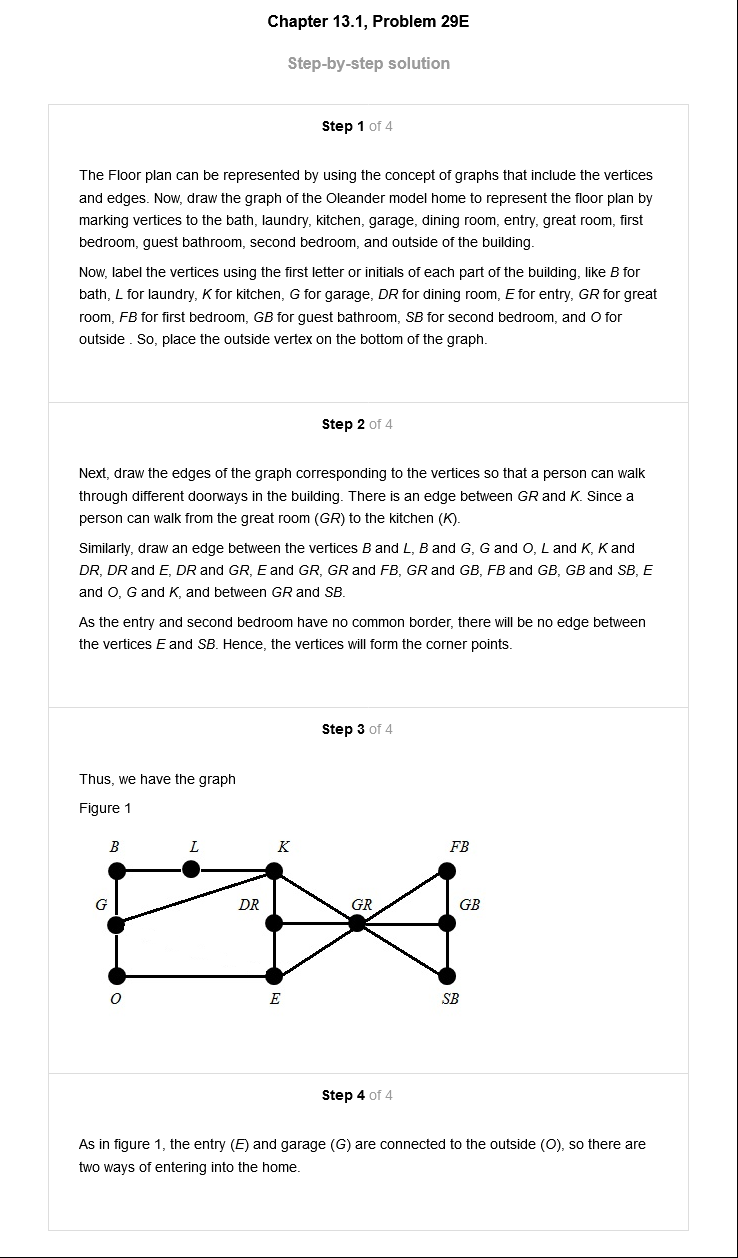 Chapter 13.1, Problem 29E
Step-by-step solution
Step 1 of 4
The Floor plan can be represented by using the concept of graphs that include the vertices
and edges. Now, draw the graph of the Oleander model home to represent the floor plan by
marking vertices to the bath, laundry, kitchen, garage, dining room, entry, great room, first
bedroom, guest bathroom, second bedroom, and outside of the building.
Now, label the vertices using the first letter or initials of each part of the building, like B for
bath, L for laundry, K for kitchen, G for garage, DR for dining room, E for entry, GR for great
room, FB for first bedroom, GB for guest bathroom, SB for second bedroom, and O for
outside . So, place the outside vertex on the bottom of the graph.
Step 2 of 4
Next, draw the edges of the graph corresponding to the vertices so that a person can walk
through different doorways in the building. There is an edge between GR and K. Since a
person can walk from the great room (GR) to the kitchen (K).
Similarly, draw an edge between the vertices B and L, B and G, G and O, L and K, K and
DR, DR and E, DR and GR, E and GR, GR and FB, GR and GB, FB and GB, GB and SB, E
and O, G and K, and between GR and SB.
As the entry and second bedroom have no common border, there will be no edge between
the vertices E and SB. Hence, the vertices will form the corner points.
Step 3 of 4
Thus, we have the graph
Figure 1
B L K FB
G DR GR GB
O E SB
Step 4 of 4
As in figure 1, the entry (E) and garage (G) are connected to the outside (O), so there are
two ways of entering into the home.